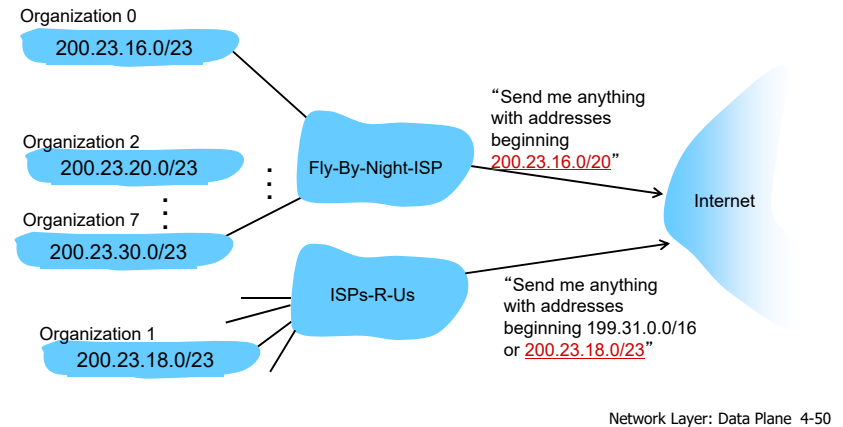 Organization 0
200.23.16.0/23
Organization 2
200.23.20.0/23
Organization 7
200.23.30.0/23
Fly-By-Night-ISP
“Send me anything
with addresses
beginning
200.23.16.0/20”
Internet
ISPs-R-Us
Organization 1
200.23.18.0/23
“Send me anything
with addresses
beginning 199.31.0.0/16
or 200.23.18.0/23”
Network Layer: Data Plane 4-50